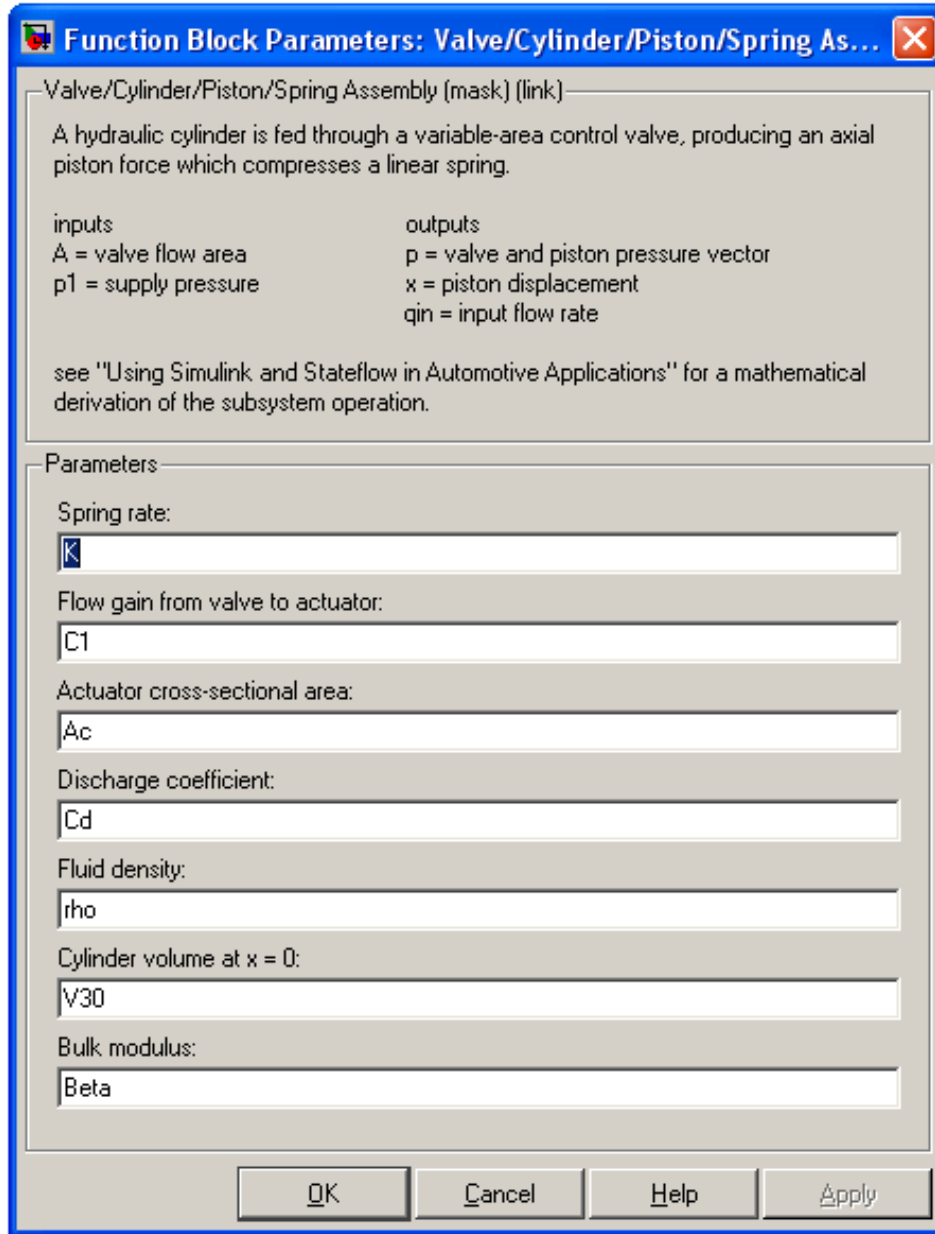 Function Block Parameters: Valve/Cylinder/Piston/Spring As...
Valve/Cylinder/Piston/Spring Assembly (mask) (link)
A hydraulic cylinder is fed through a variable-area control valve, producing an axial
piston force which compresses a linear spring.
inputs outputs
A = valve flow area p = valve and piston pressure vector
p1 = supply pressure x = piston displacement
qin = input flow rate
see "Using Simulink and Stateflow in Automotive Applications" for a mathematical
derivation of the subsystem operation.
Parameters
Spring rate:
K
Flow gain from valve to actuator:
C1
Actuator cross-sectional area:
Ac
Discharge coefficient:
Cd
Fluid density:
rho
Cylinder volume at x = 0:
V30
Bulk modulus:
Beta
OK Cancel Help Apply